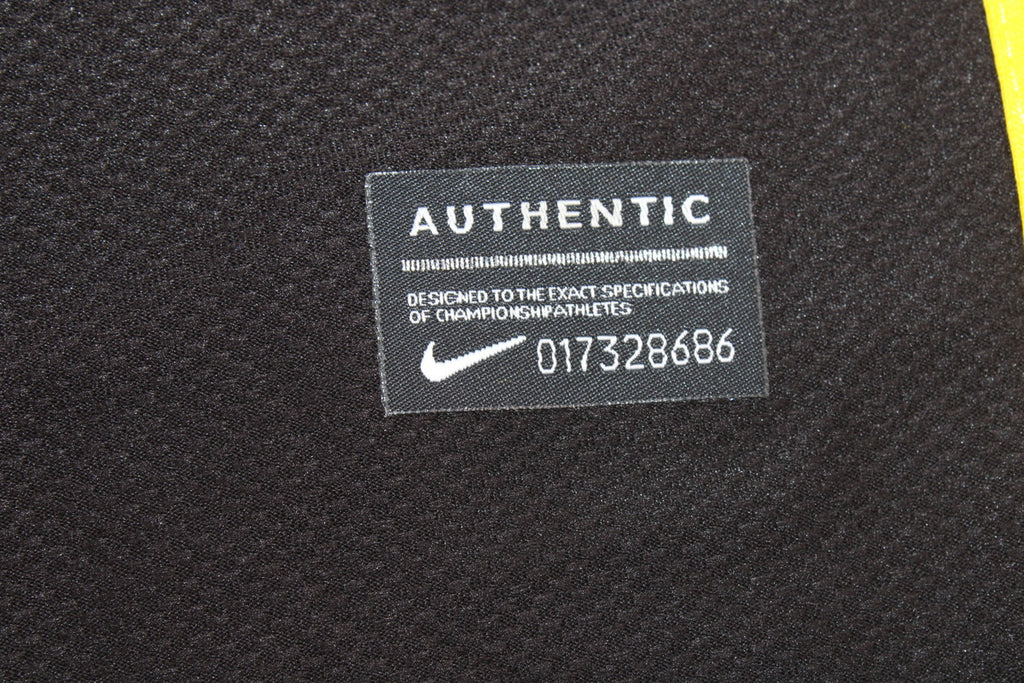 AUTHENTIC
DESIGNED TO THE EXACT SPECIFICATIONS
OF CHAMPIONSHIP ATHLETES
017328686